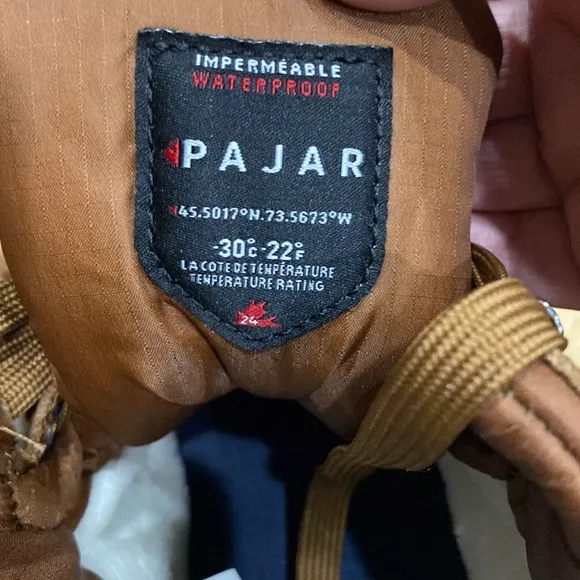 IMPERMÉABLE
WATERPROOF
PAJAR
45.5017°N.73.5673°W
-30°C -22°F
LA COTE DE TEMPÉRATURE
TEMPERATURE RATING
24